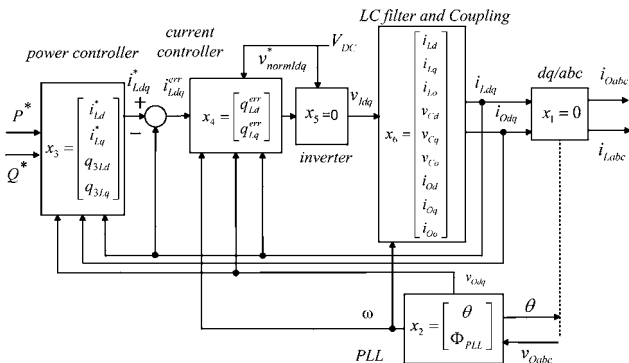 LC filter and Coupling
current
controller
power controller
V_DC
v*_normldq
i*_Ldq
i^err_Ldq
v_Idq
i_Ldq
i_Odq
dq/abc
i_Oabc
i_Labc
P*
Q*
+
−
x_3 =
i*_Ld
i*_Lq
q_3Ld
q_3Lq
x_4 =
q^err_Ld
q^err_Lq
x_5 = 0
inverter
x_6 =
i_Ld
i_Lq
i_Lo
v_Cd
v_Cq
v_Co
i_Od
i_Oq
i_Oo
x_1 = 0
v_Odq
ω
x_2 =
θ
Φ_PLL
θ
v_Oabc
PLL